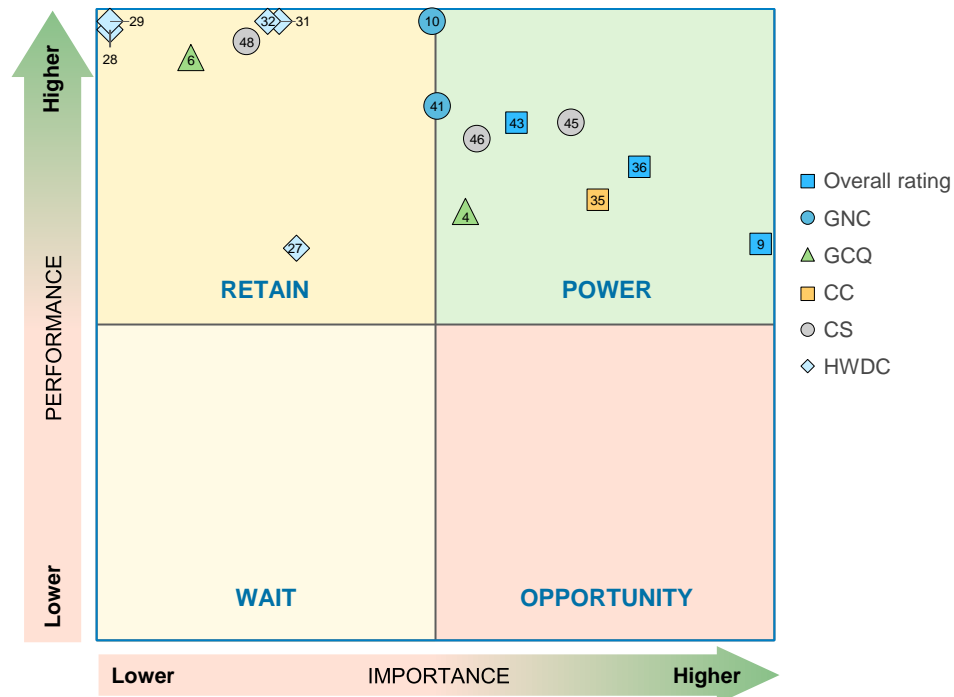 Higher
PERFORMANCE
Lower
29
28
6
48
32
31
10
41
46
43
45
36
35
4
9
27
RETAIN
POWER
WAIT
OPPORTUNITY
Lower
IMPORTANCE
Higher
Overall rating
GNC
GCQ
CC
CS
HWDC